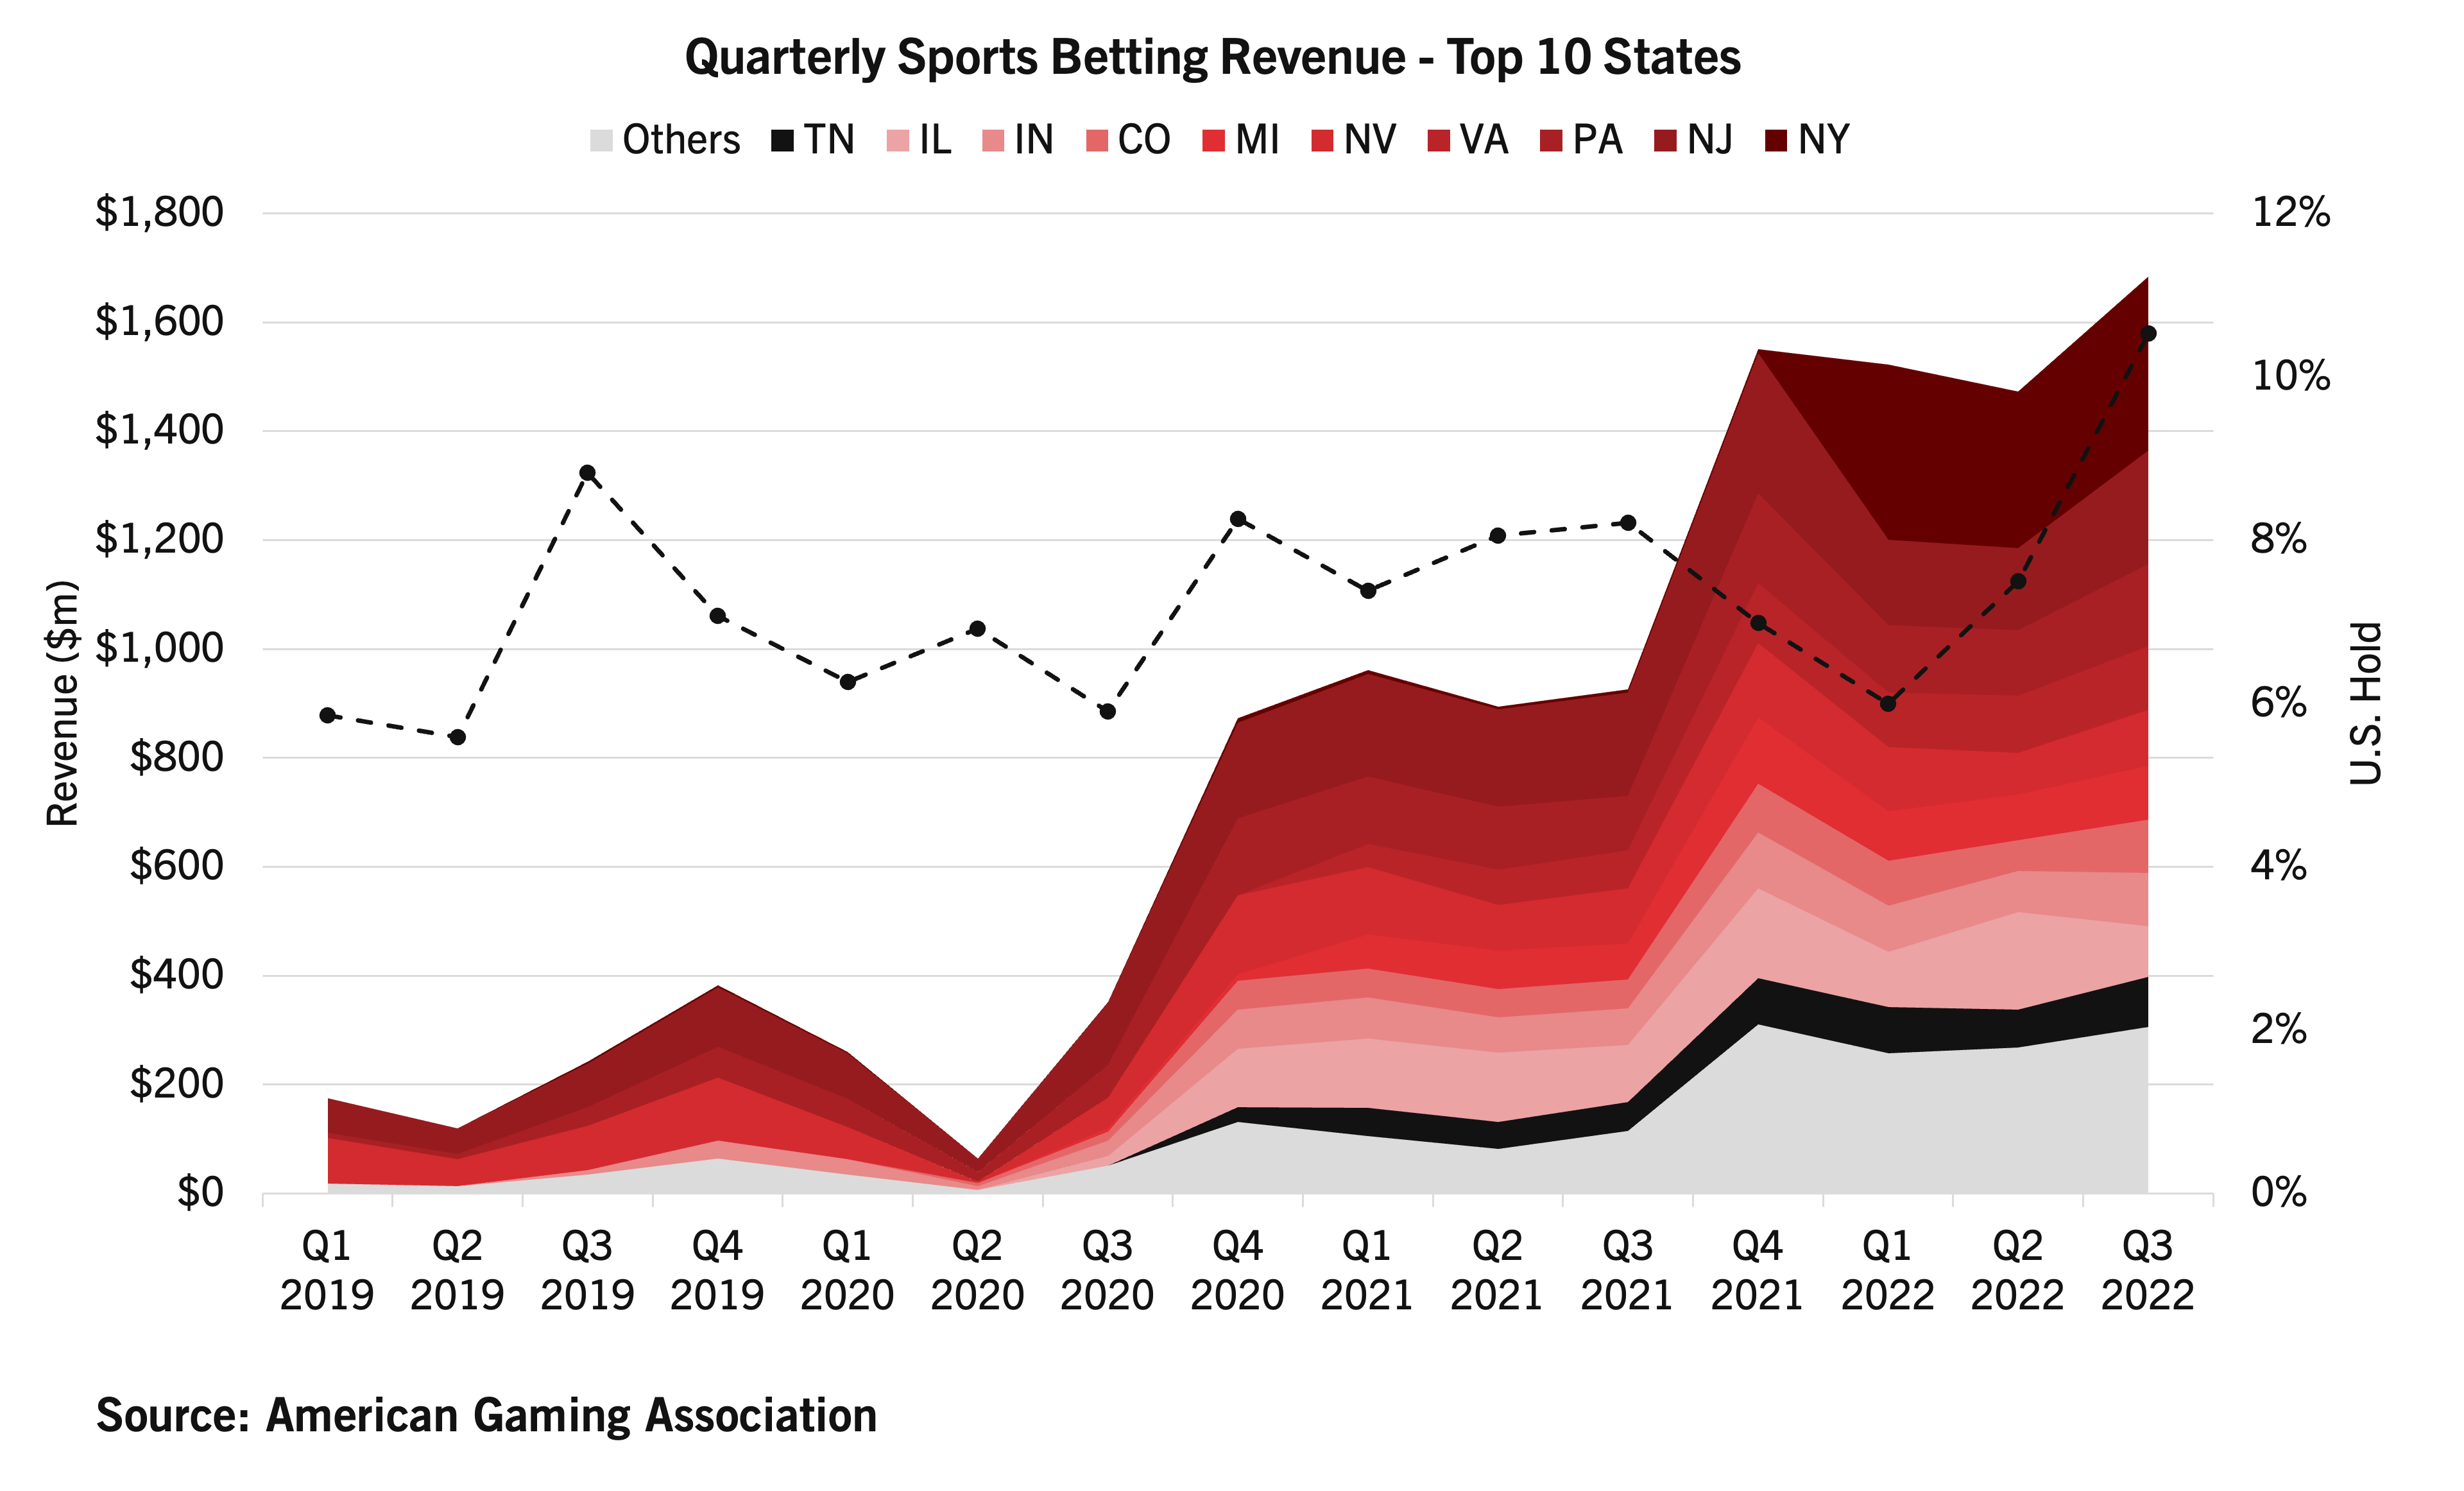 Quarterly Sports Betting Revenue - Top 10 States
Others TN IL IN CO MI NV VA PA NJ NY
$1,800
$1,600
$1,400
$1,200
$1,000
$800
$600
$400
$200
$0
Revenue ($m)
12%
10%
8%
6%
4%
2%
0%
U.S. Hold
Q1 Q2 Q3 Q4 Q1 Q2 Q3 Q4 Q1 Q2 Q3 Q4 Q1 Q2 Q3
2019 2019 2019 2019 2020 2020 2020 2020 2021 2021 2021 2021 2022 2022 2022
Source: American Gaming Association